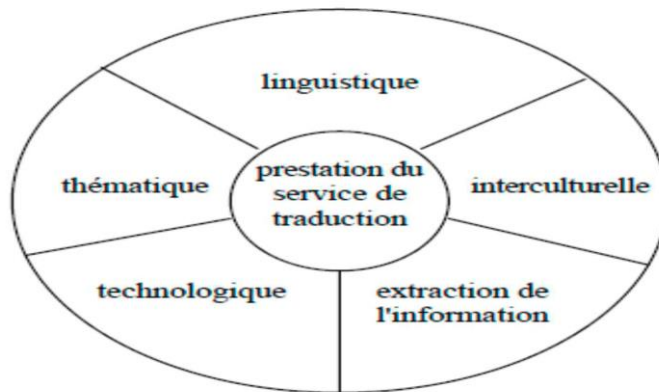 linguistique
thématique
prestation du
service de
traduction
interculturelle
technologique
extraction de
l'information